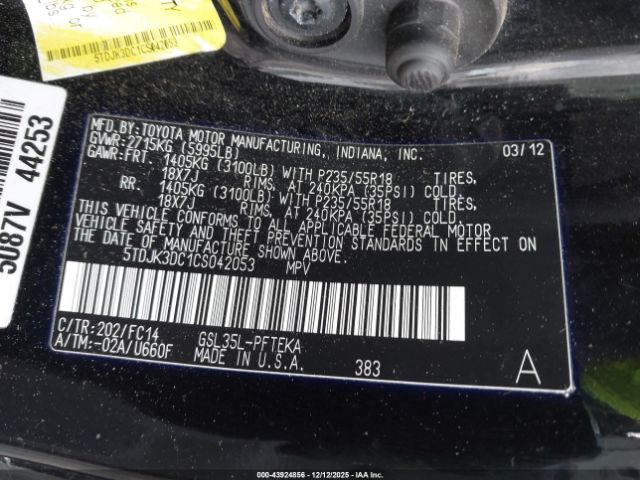 TY
5TDJK3DC1CS042053
5087V 44253
MFD. BY: TOYOTA MOTOR MANUFACTURING, INDIANA, INC. 03/12
GVWR: 2715KG (5995LB)
GAWR: FRT. 1405KG (3100LB) WITH P235/55R18 TIRES,
18X7J RIMS, AT 240KPA (35PSI) COLD.
RR. 1405KG (3100LB) WITH P235/55R18 TIRES,
18X7J RIMS, AT 240KPA (35PSI) COLD.
THIS VEHICLE CONFORMS TO ALL APPLICABLE FEDERAL MOTOR
VEHICLE SAFETY AND THEFT PREVENTION STANDARDS IN EFFECT ON
THE DATE OF MANUFACTURE SHOWN ABOVE.
5TDJK3DC1CS042053 MPV
C/TR: 202/FC14 GSL35L-PFTEKA
A/TM: -02A/U660F MADE IN U.S.A. 383 A
000-43924856 - 12/12/2025 - IAA, Inc.